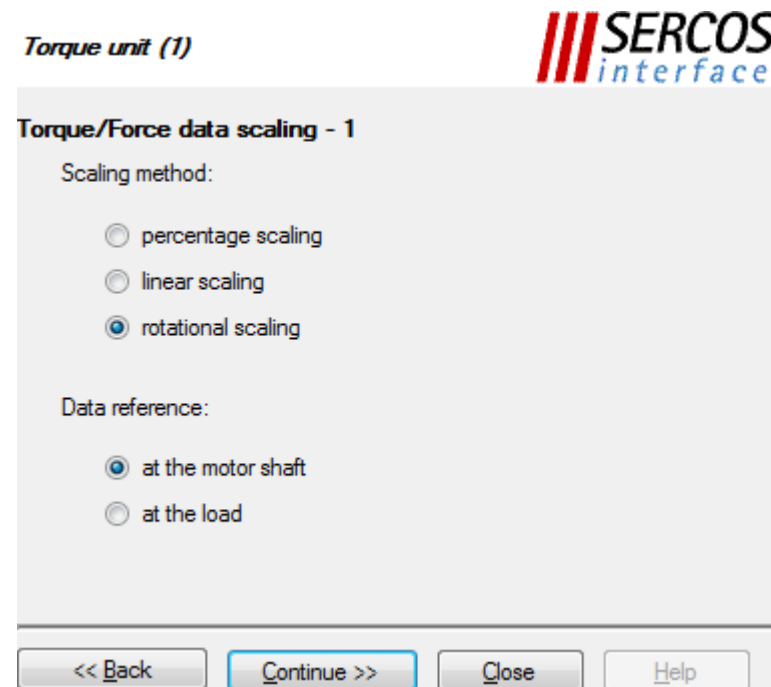 Torque unit (1)
SERCOS
interface
Torque/Force data scaling - 1
Scaling method:
percentage scaling
linear scaling
rotational scaling
Data reference:
at the motor shaft
at the load
<< Back
Continue >>
Close
Help